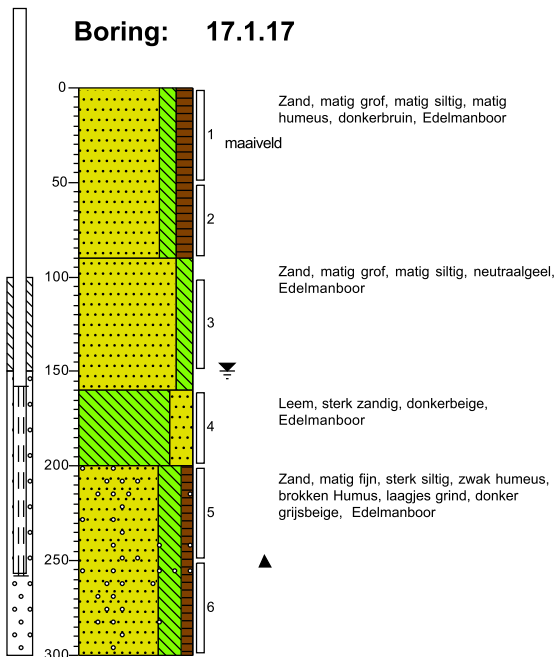 Boring: 17.1.17
0
Zand, matig grof, matig siltig, matig
humeus, donkerbruin, Edelmanboor
1
maaiveld
50
2
Zand, matig grof, matig siltig, neutraalgeel,
Edelmanboor
100
3
150
Leem, sterk zandig, donkerbeige,
Edelmanboor
4
200
Zand, matig fijn, sterk siltig, zwak humeus,
brokken Humus, laagjes grind, donker
grijsbeige, Edelmanboor
5
250
6
300